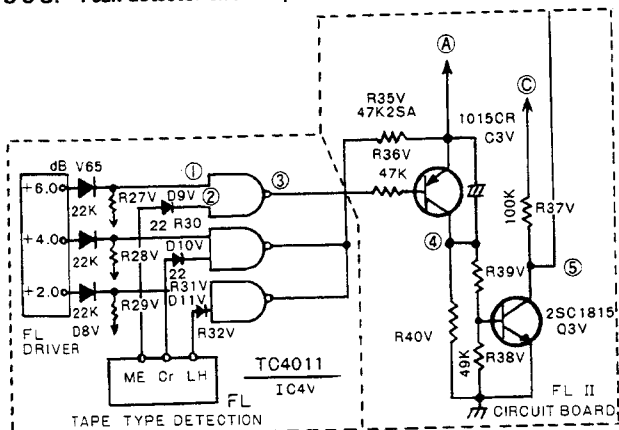 Ⓐ
Ⓒ
R35V
47K2SA
1015CR
C3V
R36V
47K
dB V65
①
③
+6.0
R27V
D9V
②
22K
22 R30
100K
R37V
+4.0
D10V
④
22K
R28V
22
R39V
⑤
+2.0
R31V
D11V
R29V
22K
R32V
2SC1815
Q3V
D8V
R40V
49K
R38V
FL
DRIVER
ME Cr LH
FL
TC4011
IC4V
FL II
CIRCUIT BOARD
TAPE TYPE DETECTION